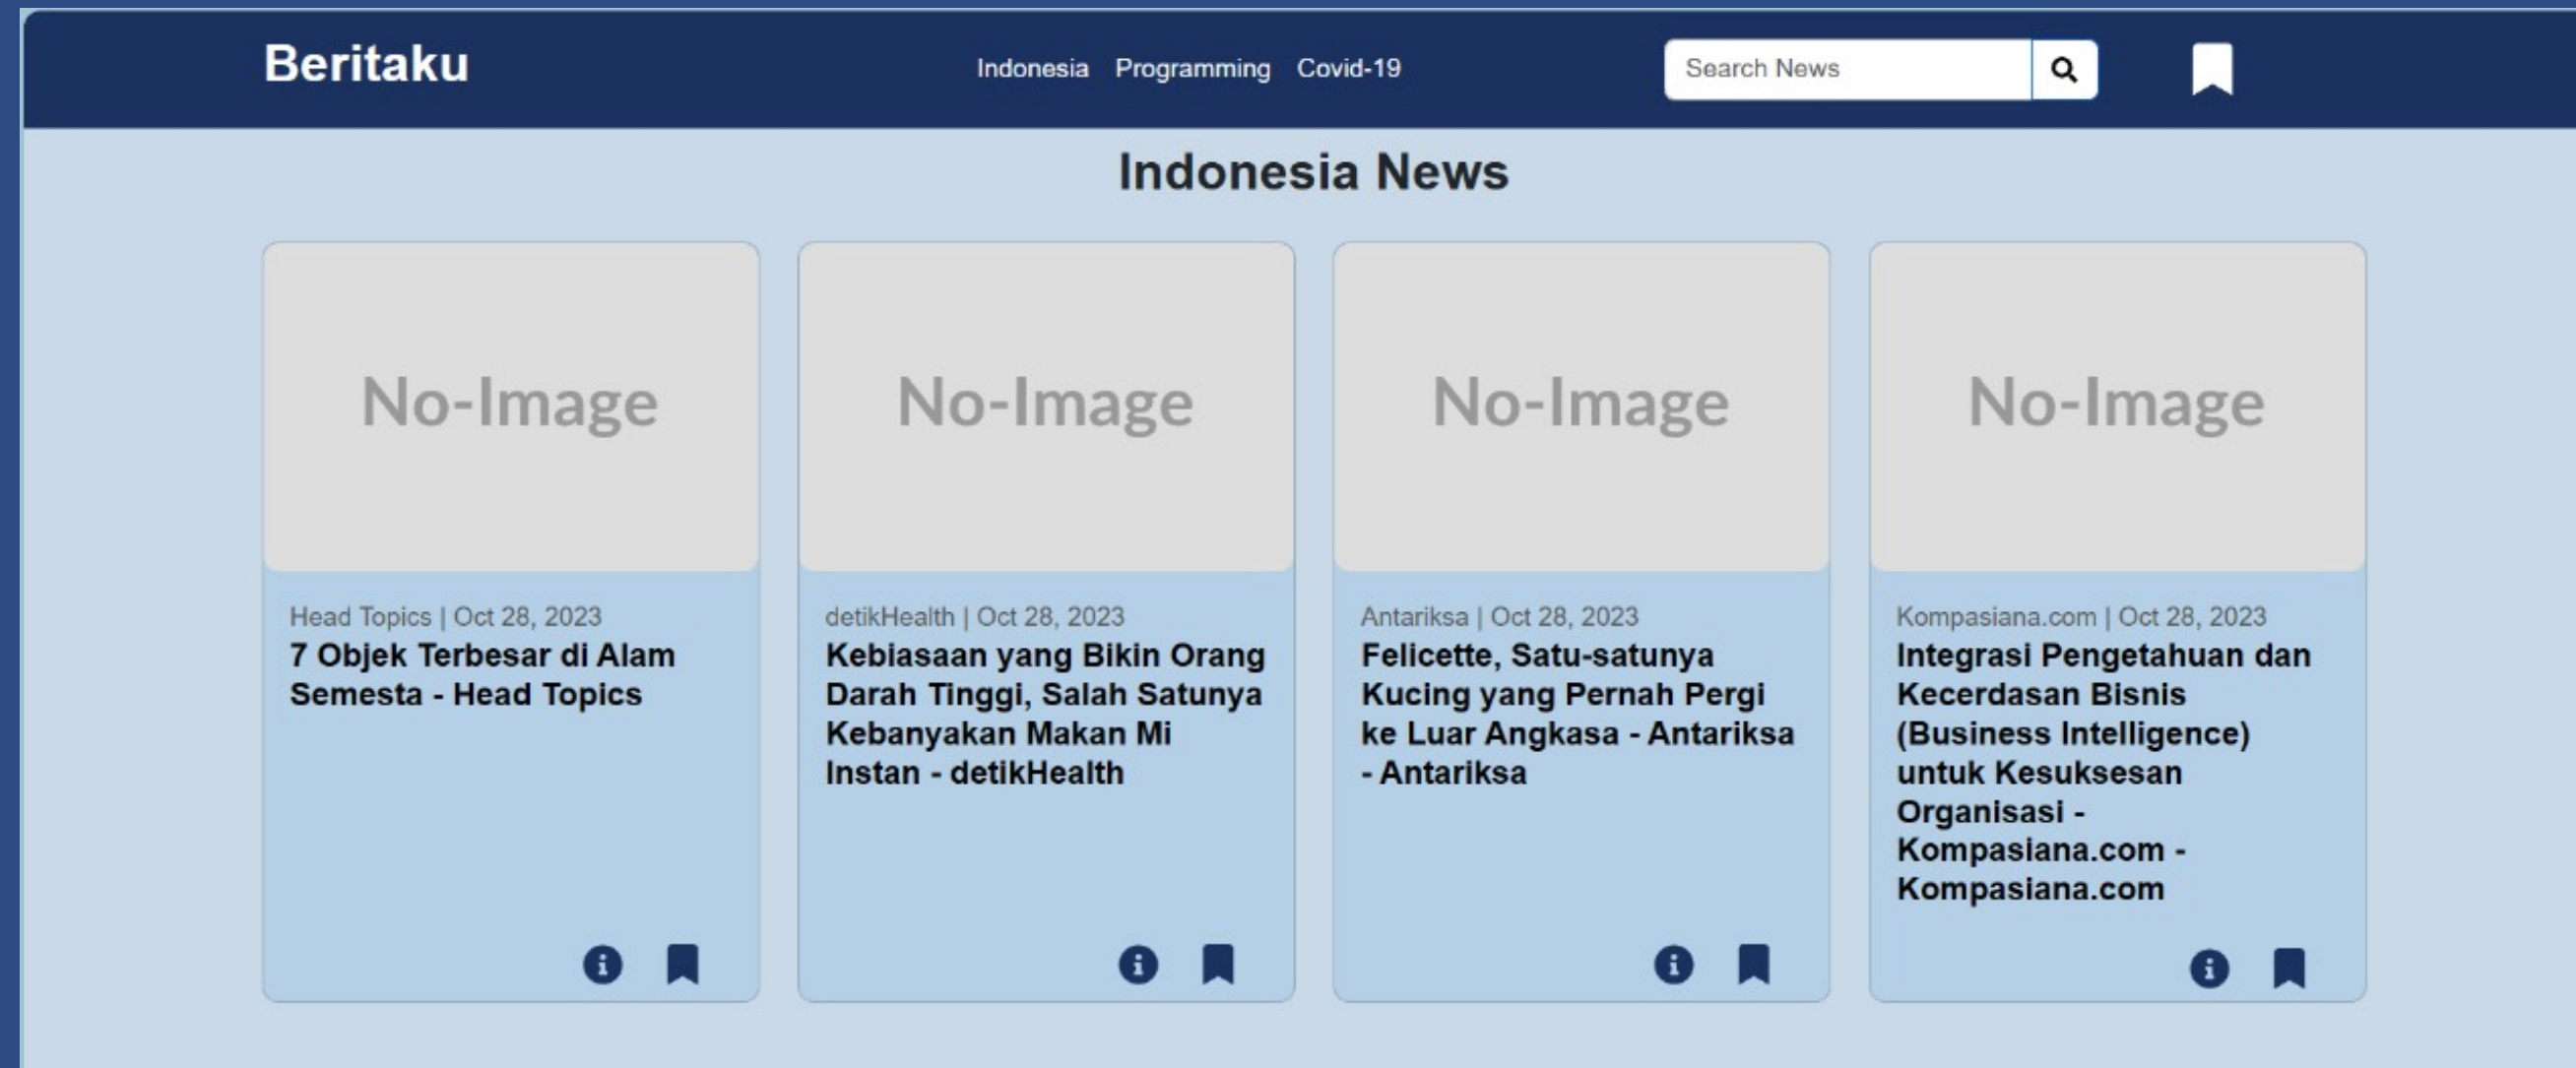 Beritaku
Indonesia Programming Covid-19
Search News
Indonesia News
No-Image
Head Topics | Oct 28, 2023
7 Objek Terbesar di Alam
Semesta - Head Topics
No-Image
detikHealth | Oct 28, 2023
Kebiasaan yang Bikin Orang
Darah Tinggi, Salah Satunya
Kebanyakan Makan Mi
Instan - detikHealth
No-Image
Antariksa | Oct 28, 2023
Felicette, Satu-satunya
Kucing yang Pernah Pergi
ke Luar Angkasa - Antariksa
- Antariksa
No-Image
Kompasiana.com | Oct 28, 2023
Integrasi Pengetahuan dan
Kecerdasan Bisnis
(Business Intelligence)
untuk Kesuksesan
Organisasi -
Kompasiana.com -
Kompasiana.com